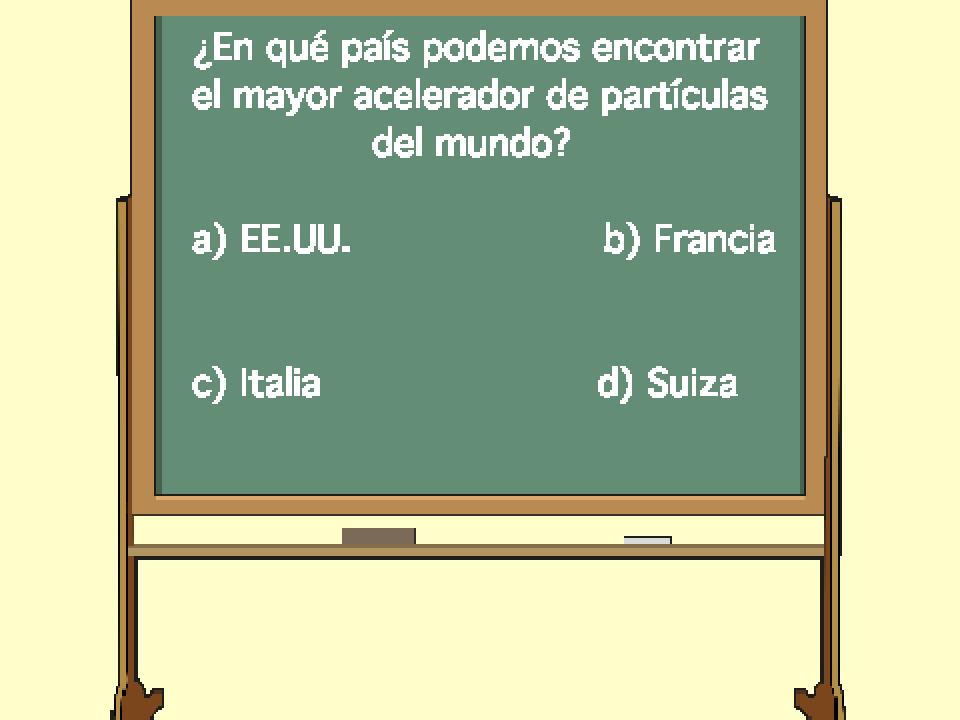 ¿En qué país podemos encontrar
el mayor acelerador de partículas
del mundo?
a) EE.UU.
b) Francia
c) Italia
d) Suiza